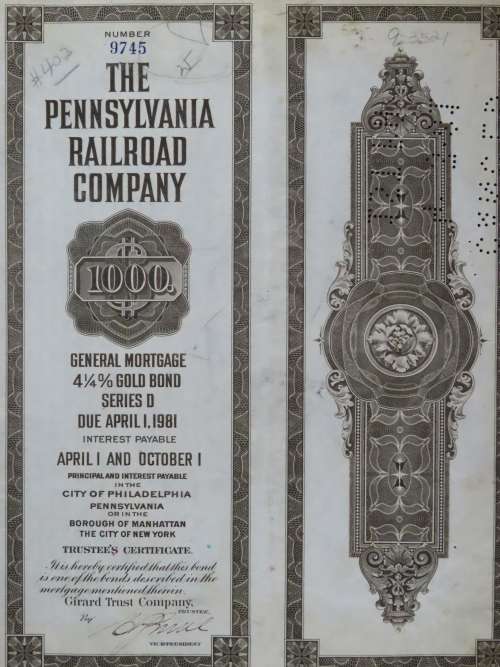 NUMBER
9745
#402
THE
PENNSYLVANIA
RAILROAD
COMPANY
$
1000.
GENERAL MORTGAGE
4¼% GOLD BOND
SERIES D
DUE APRIL 1, 1981
INTEREST PAYABLE
APRIL 1 AND OCTOBER 1
PRINCIPAL AND INTEREST PAYABLE
IN THE
CITY OF PHILADELPHIA
PENNSYLVANIA
OR IN THE
BOROUGH OF MANHATTAN
THE CITY OF NEW YORK
TRUSTEE'S CERTIFICATE.
It is hereby certified that this bond
is one of the bonds described in the
mortgage mentioned therein.
Girard Trust Company,
TRUSTEE,
By
VICE PRESIDENT